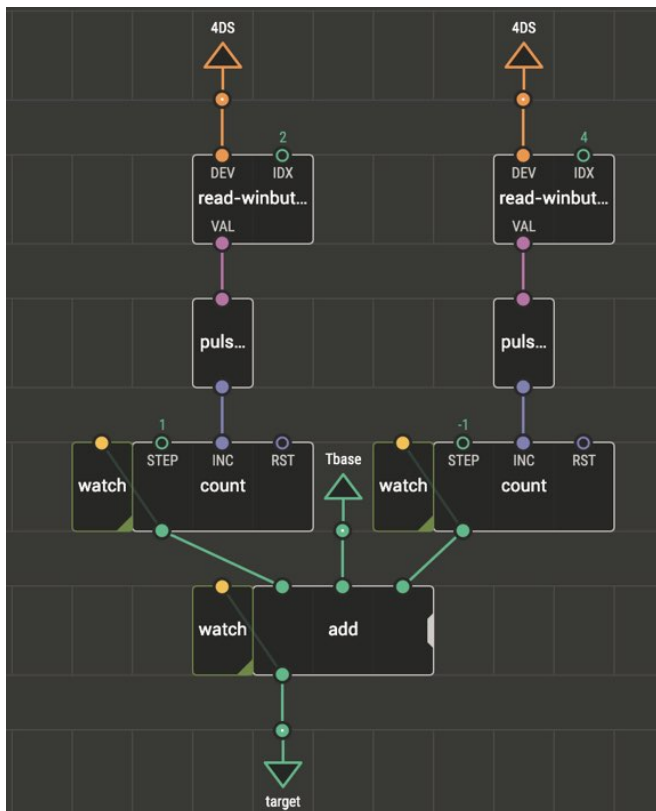 4DS
4DS
2
4
DEV IDX
DEV IDX
read-winbut...
read-winbut...
VAL
VAL
puls...
puls...
1
-1
STEP INC RST
Tbase
STEP INC RST
watch
count
watch
count
watch
add
target